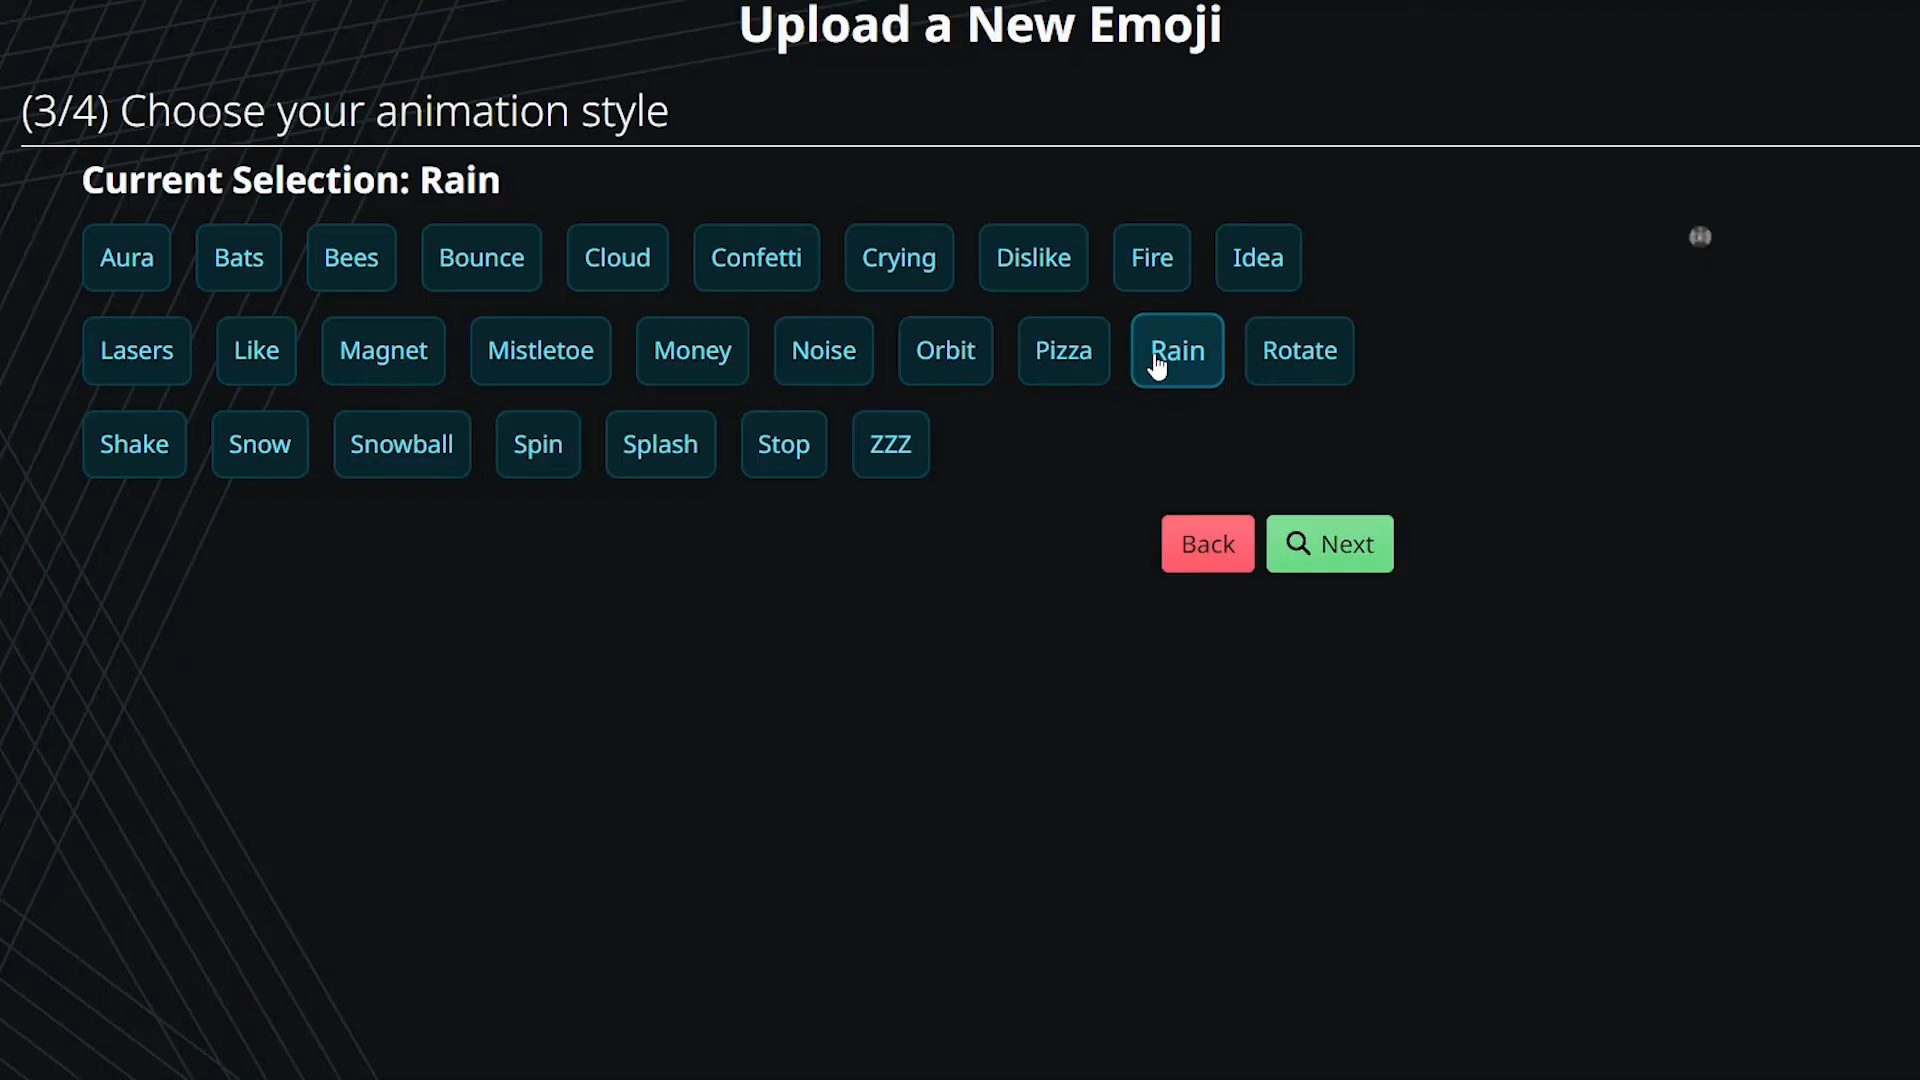 Upload a New Emoji
(3/4) Choose your animation style
Current Selection: Rain
Aura Bats Bees Bounce Cloud Confetti Crying Dislike Fire Idea
Lasers Like Magnet Mistletoe Money Noise Orbit Pizza Rain Rotate
Shake Snow Snowball Spin Splash Stop ZZZ
Back Next